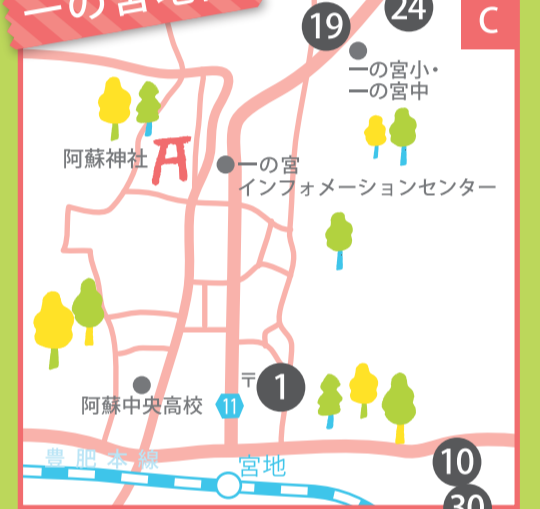 一の宮
C
19
24
一の宮小・
一の宮中
阿蘇神社
一の宮
インフォメーションセンター
〒
1
阿蘇中央高校
11
豊肥本線
宮地
10
30